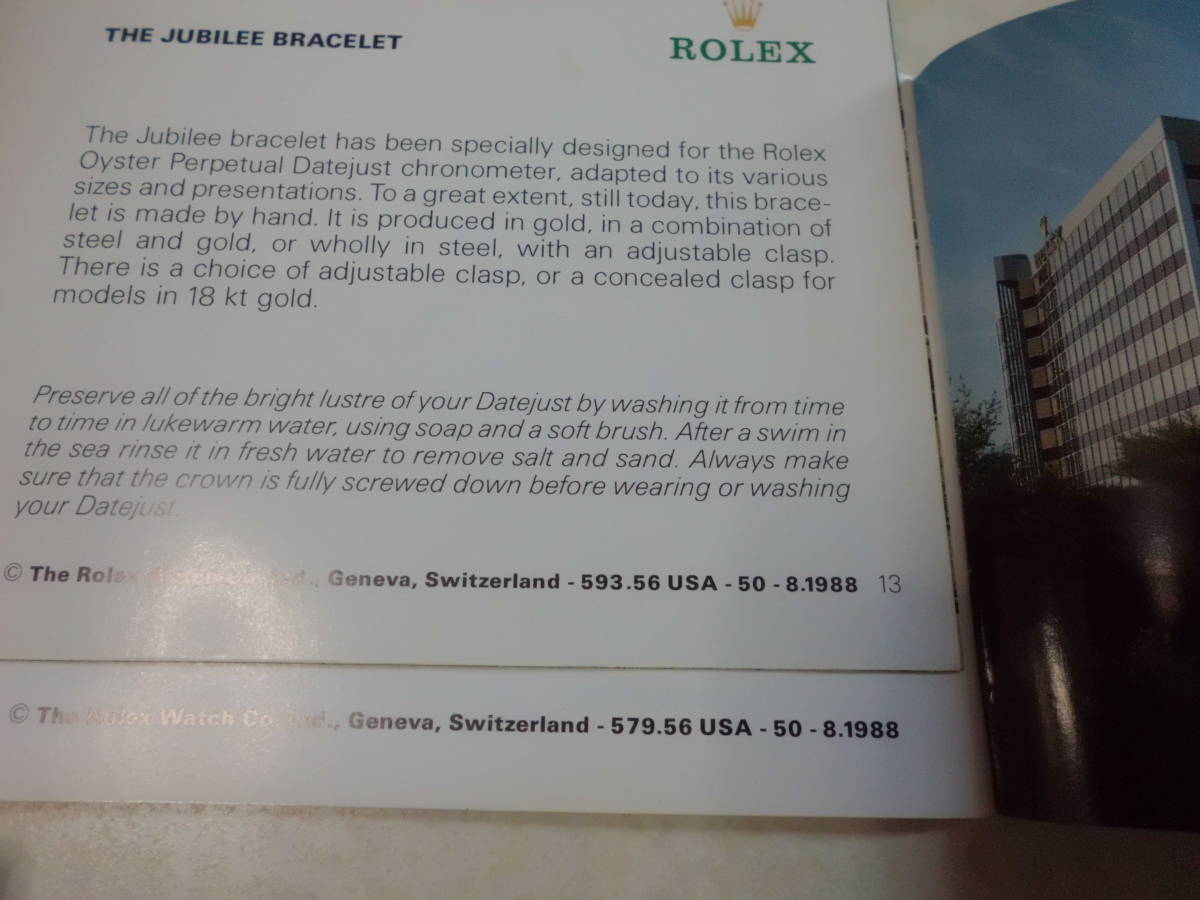 THE JUBILEE BRACELET
ROLEX
The Jubilee bracelet has been specially designed for the Rolex
Oyster Perpetual Datejust chronometer, adapted to its various
sizes and presentations. To a great extent, still today, this brace-
let is made by hand. It is produced in gold, in a combination of
steel and gold, or wholly in steel, with an adjustable clasp.
There is a choice of adjustable clasp, or a concealed clasp for
models in 18 kt gold.
Preserve all of the bright lustre of your Datejust by washing it from time
to time in lukewarm water, using soap and a soft brush. After a swim in
the sea rinse it in fresh water to remove salt and sand. Always make
sure that the crown is fully screwed down before wearing or washing
your Datejust.
© The Rolex Watch Co. Ltd., Geneva, Switzerland - 593.56 USA - 50 - 8.1988 13
© The Rolex Watch Co. Ltd., Geneva, Switzerland - 579.56 USA - 50 - 8.1988